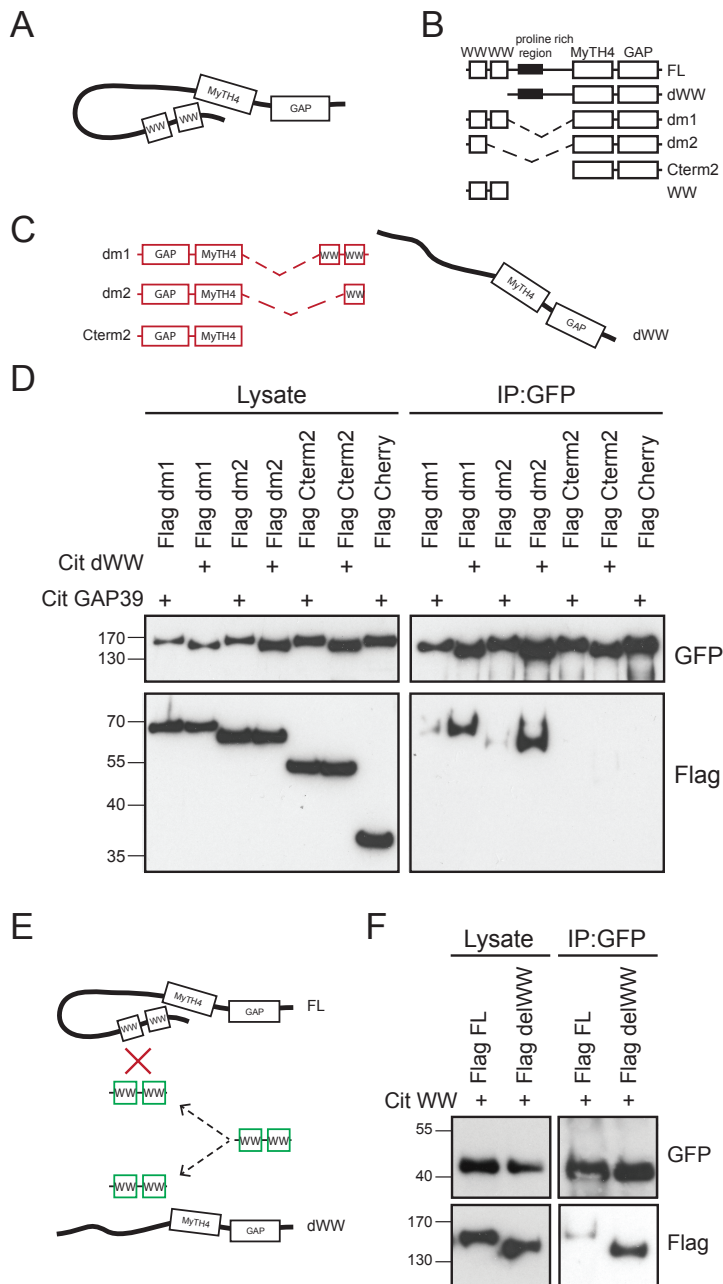 A
MyTH4
GAP
WW
WW
B
proline rich
region
WW WW
MyTH4
GAP
FL
dWW
dm1
dm2
Cterm2
WW
C
dm1
GAP
MyTH4
WW
WW
dm2
GAP
MyTH4
WW
Cterm2
GAP
MyTH4
MyTH4
GAP
dWW
D
Lysate
IP:GFP
Flag dm1
Flag dm1
Flag dm2
Flag dm2
Flag Cterm2
Flag Cterm2
Flag Cherry
Flag dm1
Flag dm1
Flag dm2
Flag dm2
Flag Cterm2
Flag Cterm2
Flag Cherry
Cit dWW + + + + + +
Cit GAP39 + + + + + + + +
170
130
GFP
70
55
40
35
Flag
E
MyTH4
GAP
FL
WW
WW
WW WW
WW WW
WW WW
MyTH4
GAP
dWW
F
Lysate
IP:GFP
Flag FL
Flag delWW
Flag FL
Flag delWW
Cit WW + + + +
55
40
GFP
170
130
Flag